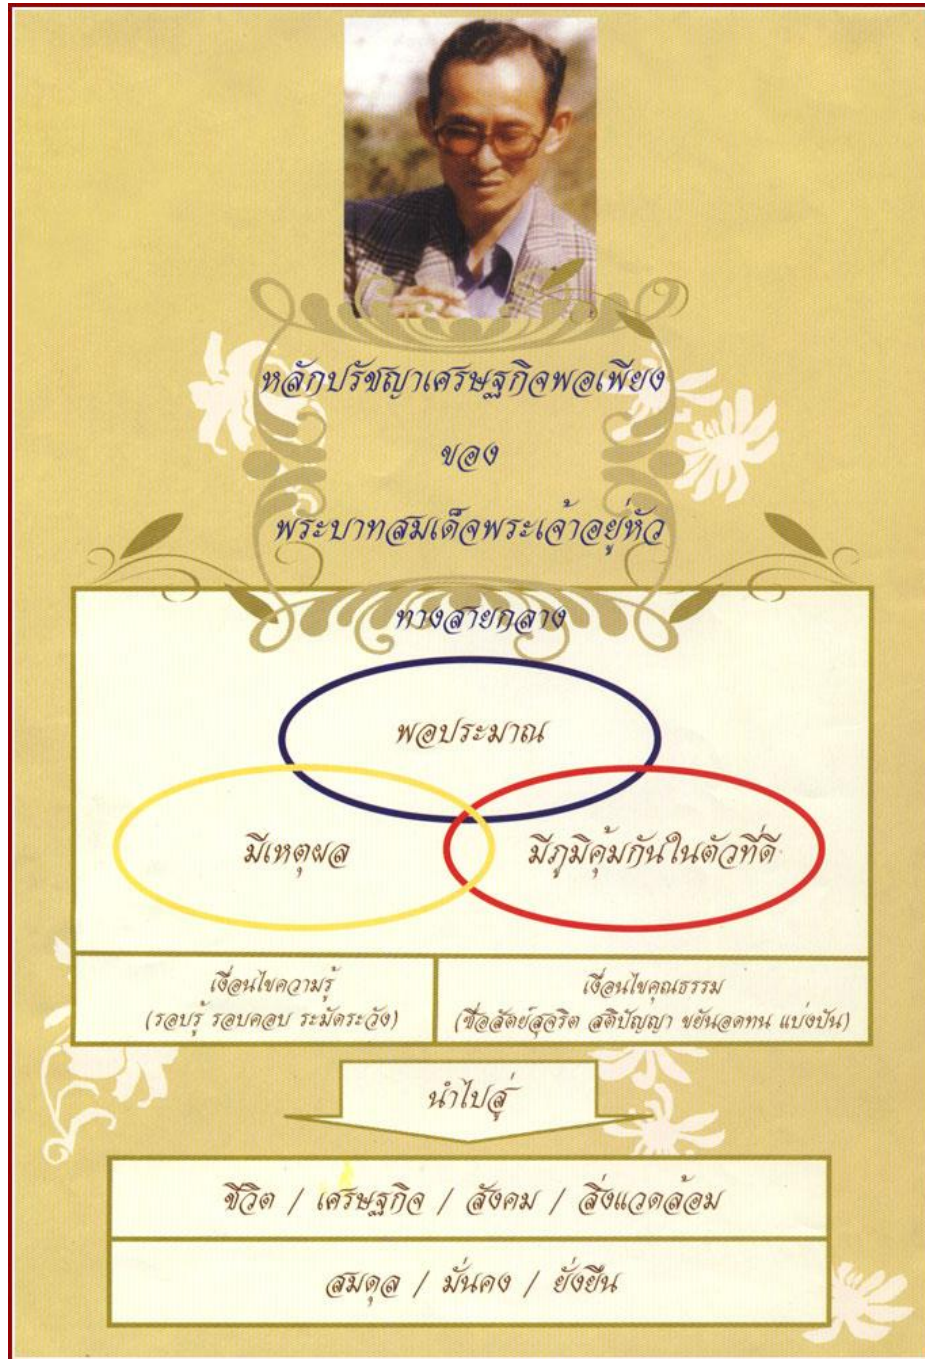 หลักปรัชญาเศรษฐกิจพอเพียง
ของ
พระบาทสมเด็จพระเจ้าอยู่หัว
ทางสายกลาง
พอประมาณ
มีเหตุผล
มีภูมิคุ้มกันในตัวที่ดี
เงื่อนไขความรู้
(รอบรู้ รอบคอบ ระมัดระวัง)
เงื่อนไขคุณธรรม
(ซื่อสัตย์สุจริต สติปัญญา ขยันอดทน แบ่งปัน)
นำไปสู่
ชีวิต / เศรษฐกิจ / สังคม / สิ่งแวดล้อม
สมดุล / มั่นคง / ยั่งยืน